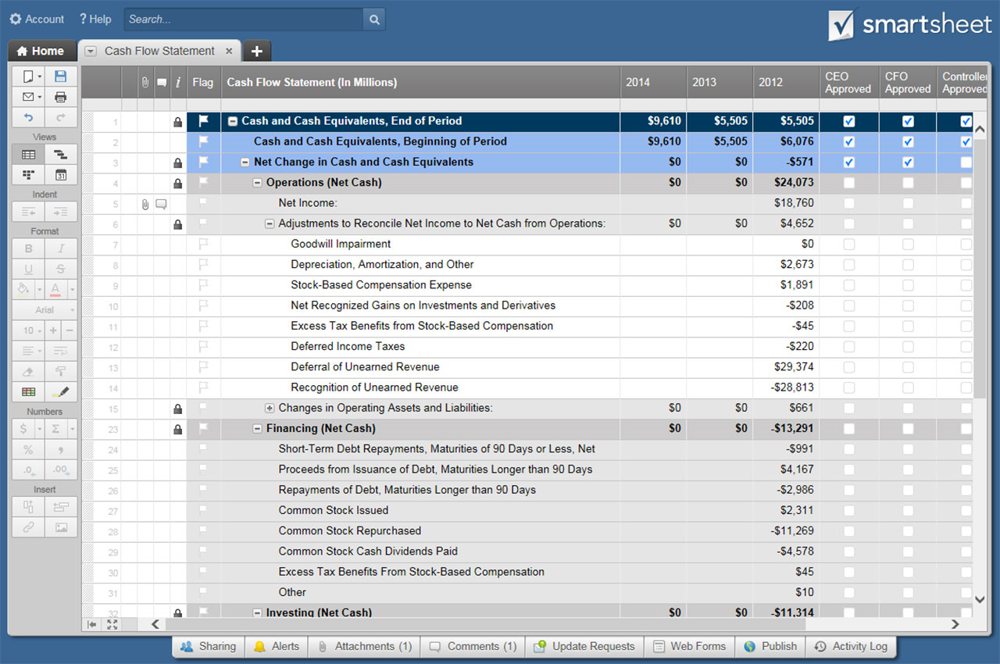 Account ? Help Search... smartsheet
Home Cash Flow Statement × +
i Flag Cash Flow Statement (In Millions) 2014 2013 2012 CEO Approved CFO Approved Controller Approved
1 Cash and Cash Equivalents, End of Period $9,610 $5,505 $5,505
2 Cash and Cash Equivalents, Beginning of Period $9,610 $5,505 $6,076
3 Net Change in Cash and Cash Equivalents $0 $0 -$571
4 Operations (Net Cash) $0 $0 $24,073
5 Net Income: $18,760
6 Adjustments to Reconcile Net Income to Net Cash from Operations: $0 $0 $4,652
7 Goodwill Impairment $0
8 Depreciation, Amortization, and Other $2,673
9 Stock-Based Compensation Expense $1,891
10 Net Recognized Gains on Investments and Derivatives -$208
11 Excess Tax Benefits from Stock-Based Compensation -$45
12 Deferred Income Taxes -$220
13 Deferral of Unearned Revenue $29,374
14 Recognition of Unearned Revenue -$28,813
15 Changes in Operating Assets and Liabilities: $0 $0 $661
23 Financing (Net Cash) $0 $0 -$13,291
24 Short-Term Debt Repayments, Maturities of 90 Days or Less, Net -$991
25 Proceeds from Issuance of Debt, Maturities Longer than 90 Days $4,167
26 Repayments of Debt, Maturities Longer than 90 Days -$2,986
27 Common Stock Issued $2,311
28 Common Stock Repurchased -$11,269
29 Common Stock Cash Dividends Paid -$4,578
30 Excess Tax Benefits From Stock-Based Compensation $45
31 Other $10
32 Investing (Net Cash) $0 $0 -$11,314
Views
31
Indent
Format
B I
U S
A
Arial
10 + −
Numbers
$ Σ
% ,
.0 .00
Insert
Sharing Alerts Attachments (1) Comments (1) Update Requests Web Forms Publish Activity Log